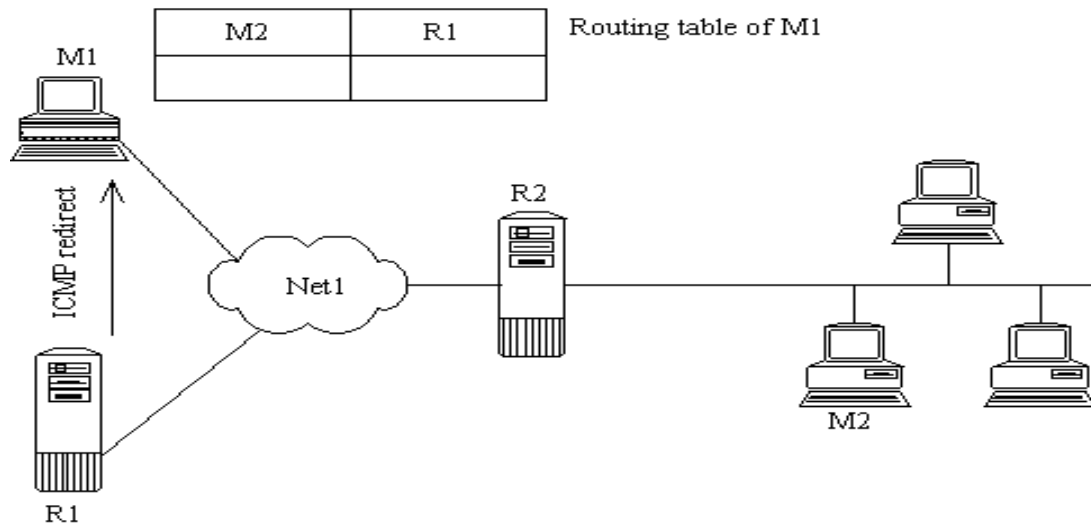 M2 R1 Routing table of M1
M1
R2
ICMP redirect
Net1
M2
R1